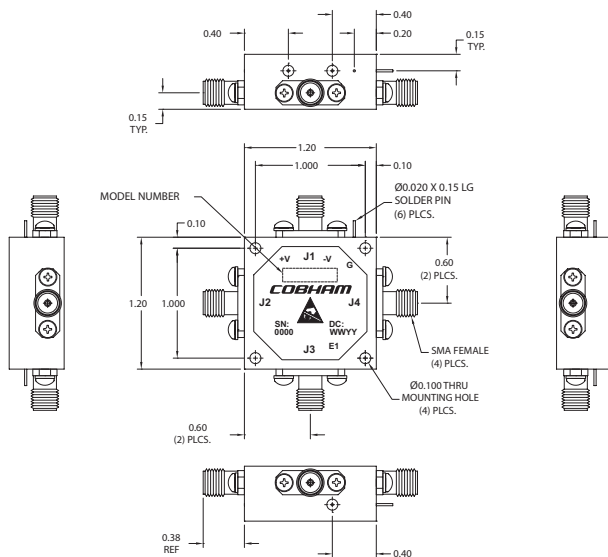 0.40
0.40
0.20
0.15
TYP.
0.15
TYP.
1.20
1.000
0.10
MODEL NUMBER
Ø0.020 X 0.15 LG
SOLDER PIN
(6) PLCS.
0.10
1.20
1.000
0.60
(2) PLCS.
+V J1 -V
G
COBHAM
J2
J4
SN:
0000
DC:
WWYY
J3
E1
SMA FEMALE
(4) PLCS.
Ø0.100 THRU
MOUNTING HOLE
(4) PLCS.
0.60
(2) PLCS.
0.38
REF
0.40